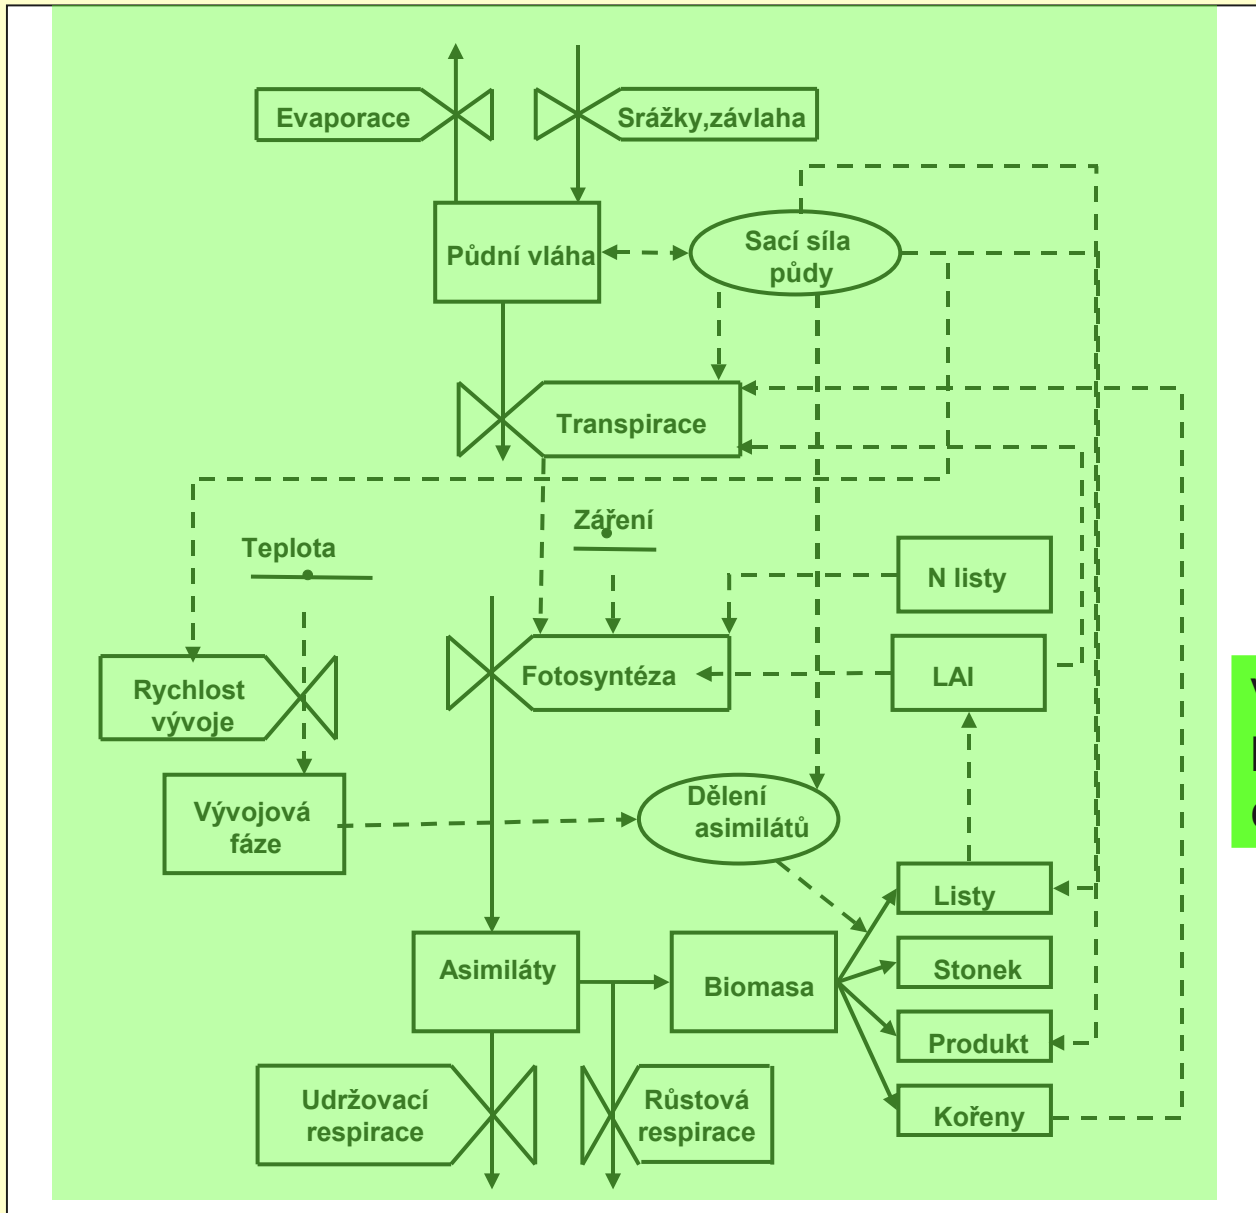 Evaporace
Srážky,závlaha
Půdní vláha
Sací síla
půdy
Transpirace
Záření
Teplota
N listy
Rychlost
vývoje
Fotosyntéza
LAI
Vývojová
fáze
Dělení
asimilátů
Listy
Asimiláty
Biomasa
Stonek
Produkt
Udržovací
respirace
Růstová
respirace
Kořeny